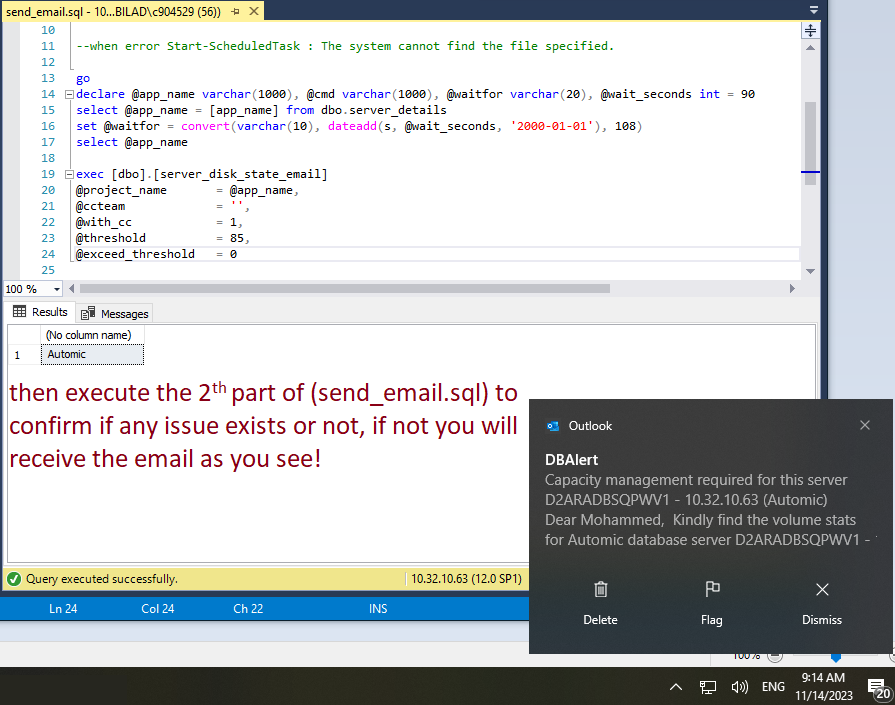 send_email.sql - 10...BILAD\c904529 (56))
10
11 --when error Start-ScheduledTask : The system cannot find the file specified.
12
13 go
14 declare @app_name varchar(1000), @cmd varchar(1000), @waitfor varchar(20), @wait_seconds int = 90
15 select @app_name = [app_name] from dbo.server_details
16 set @waitfor = convert(varchar(10), dateadd(s, @wait_seconds, '2000-01-01'), 108)
17 select @app_name
18
19 exec [dbo].[server_disk_state_email]
20 @project_name = @app_name,
21 @ccteam = '',
22 @with_cc = 1,
23 @threshold = 85,
24 @exceed_threshold = 0
25
100 %
Results Messages
(No column name)
1 Automic
then execute the 2th part of (send_email.sql) to
confirm if any issue exists or not, if not you will
receive the email as you see!
Outlook
DBAlert
Capacity management required for this server
D2ARADBSQPWV1 - 10.32.10.63 (Automic)
Dear Mohammed, Kindly find the volume stats
for Automic database server D2ARADBSQPWV1 -
Delete Flag Dismiss
Query executed successfully. 10.32.10.63 (12.0 SP1)
Ln 24 Col 24 Ch 22 INS
100%
ENG 9:14 AM
11/14/2023 20